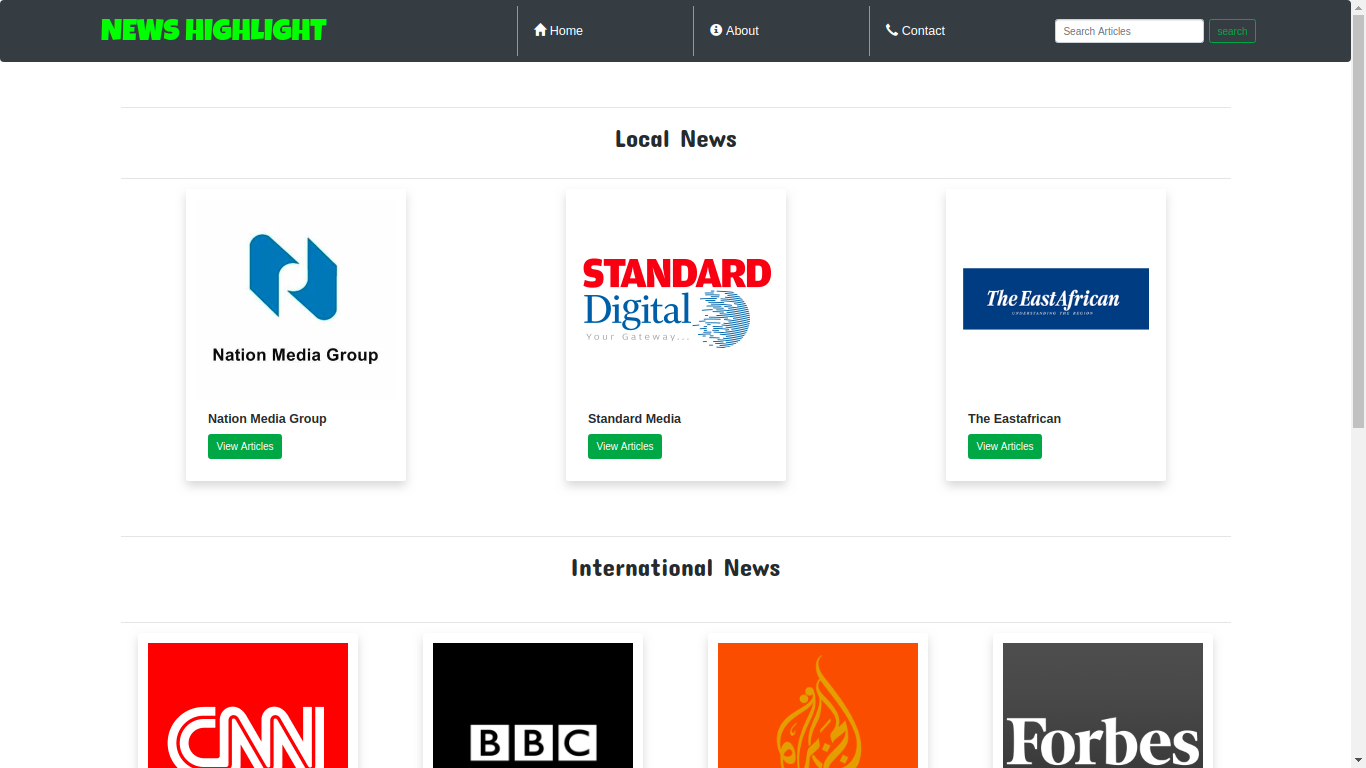 NEWS HIGHLIGHT
Home
About
Contact
Search Articles
search
Local News
Nation Media Group
STANDARD
Digital
Your Gateway...
The EastAfrican
UNDERSTANDING THE REGION
Nation Media Group
View Articles
Standard Media
View Articles
The Eastafrican
View Articles
International News
CNN
BBC
Forbes